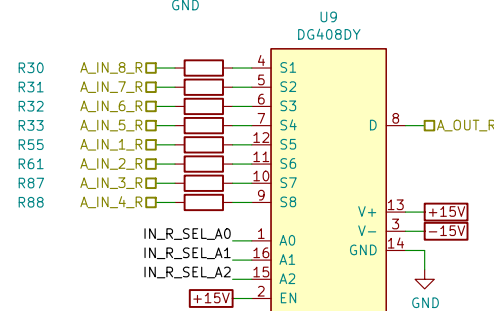 GND
U9
DG408DY
R30 A_IN_8_R 4 S1
R31 A_IN_7_R 5 S2
R32 A_IN_6_R 6 S3
R33 A_IN_5_R 7 S4 D 8 A_OUT_R
R55 A_IN_1_R 12 S5
R61 A_IN_2_R 11 S6
R87 A_IN_3_R 10 S7
R88 A_IN_4_R 9 S8
V+ 13 +15V
V- 3 -15V
GND 14
IN_R_SEL_A0 1 A0
IN_R_SEL_A1 16 A1
IN_R_SEL_A2 15 A2
+15V 2 EN
GND